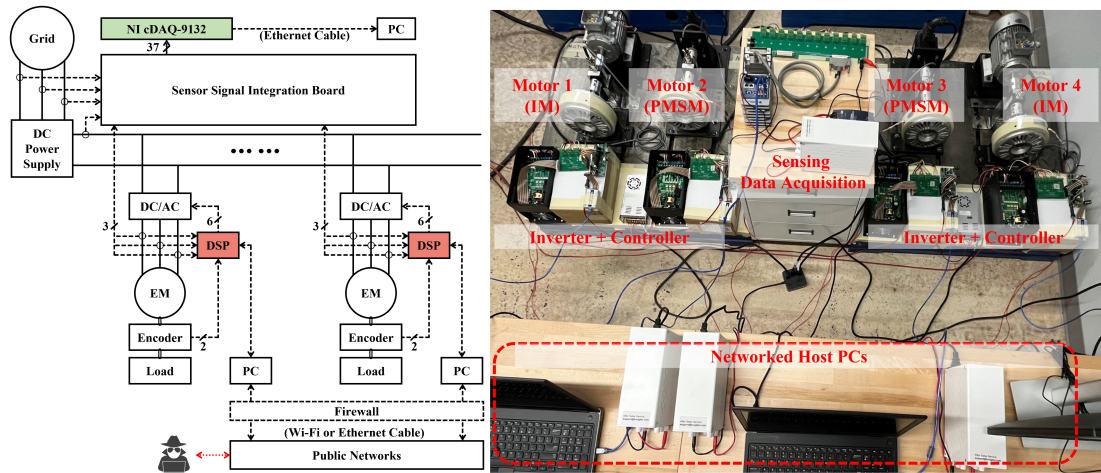 Grid
NI cDAQ-9132
(Ethernet Cable)
PC
37
Sensor Signal Integration Board
DC
Power
Supply
DC/AC
6
3
DSP
EM
Encoder
2
Load
PC
DC/AC
6
3
DSP
EM
Encoder
2
Load
PC
Firewall
(Wi-Fi or Ethernet Cable)
Public Networks
Motor 1
(IM)
Motor 2
(PMSM)
Motor 3
(PMSM)
Motor 4
(IM)
Sensing
Data Acquisition
Inverter + Controller
Inverter + Controller
Networked Host PCs